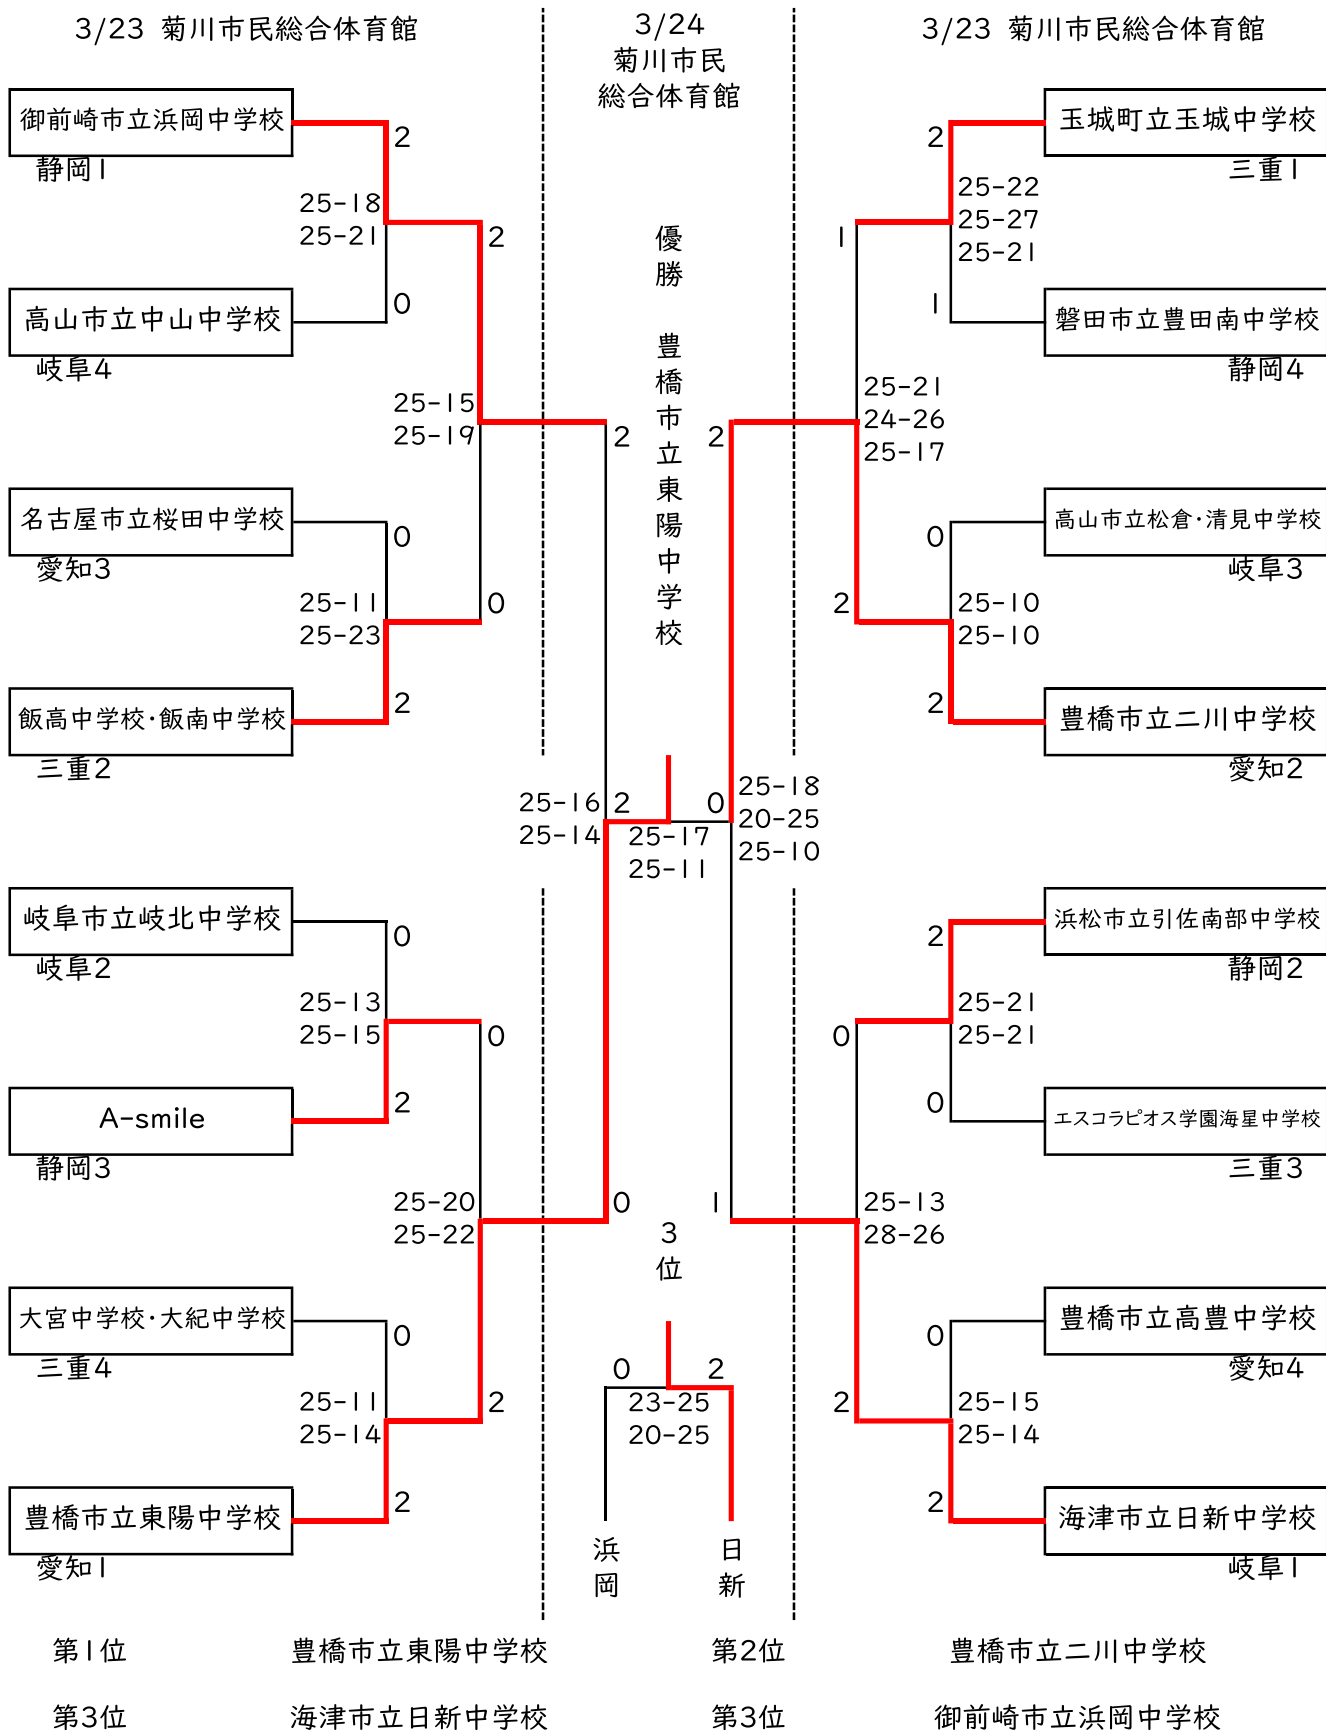 3/23 菊川市民総合体育館
3/24
菊川市民
総合体育館
3/23 菊川市民総合体育館
御前崎市立浜岡中学校
静岡1
2
25-18
25-21
2
高山市立中山中学校
岐阜4
0
25-15
25-19
2
名古屋市立桜田中学校
愛知3
0
25-11
25-23
0
飯高中学校・飯南中学校
三重2
2
25-16
25-14
2
岐阜市立岐北中学校
岐阜2
0
25-13
25-15
0
A-smile
静岡3
2
25-20
25-22
0
大宮中学校・大紀中学校
三重4
0
25-11
25-14
2
豊橋市立東陽中学校
愛知1
2
優勝 豊橋市立東陽中学校
25-17
25-11
3位
0
2
23-25
20-25
浜岡
日新
玉城町立玉城中学校
三重1
2
25-22
25-27
25-21
1
磐田市立豊田南中学校
静岡4
1
25-21
24-26
25-17
2
高山市立松倉・清見中学校
岐阜3
0
25-10
25-10
2
豊橋市立二川中学校
愛知2
2
0
25-18
20-25
25-10
浜松市立引佐南部中学校
静岡2
2
25-21
25-21
0
エスコラピオス学園海星中学校
三重3
0
25-13
28-26
1
豊橋市立高豊中学校
愛知4
0
25-15
25-14
2
海津市立日新中学校
岐阜1
2
第1位 豊橋市立東陽中学校 第2位 豊橋市立二川中学校
第3位 海津市立日新中学校 第3位 御前崎市立浜岡中学校